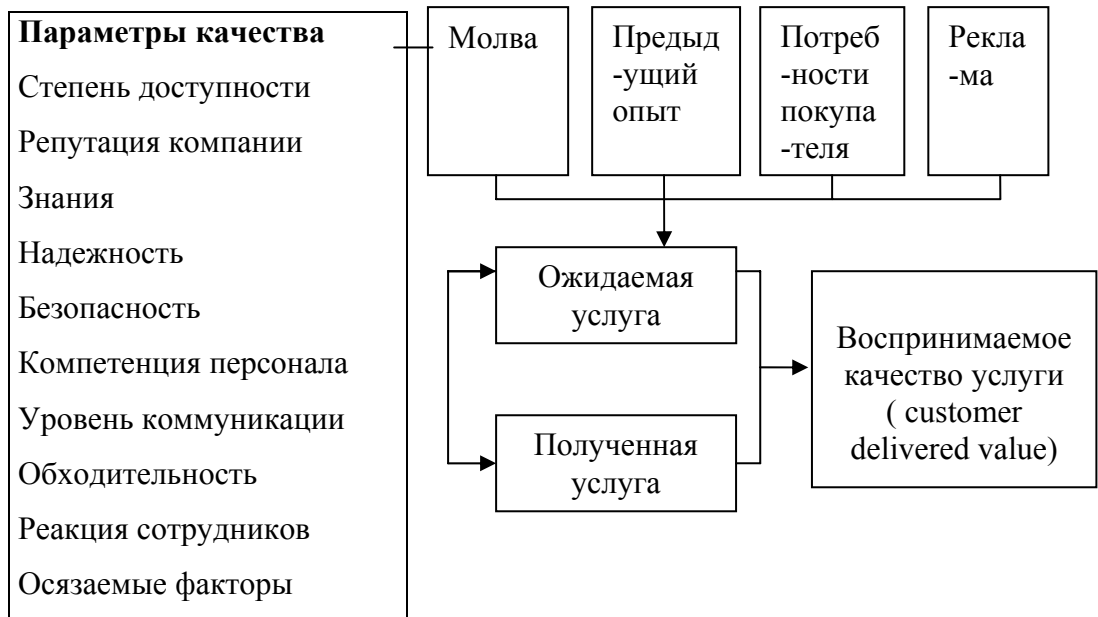 Параметры качества
Степень доступности
Репутация компании
Знания
Надежность
Безопасность
Компетенция персонала
Уровень коммуникации
Обходительность
Реакция сотрудников
Осязаемые факторы
Молва
Предыд
-ущий
опыт
Потреб
-ности
покупа
-теля
Рекла
-ма
Ожидаемая
услуга
Полученная
услуга
Воспринимаемое
качество услуги
( customer
delivered value)